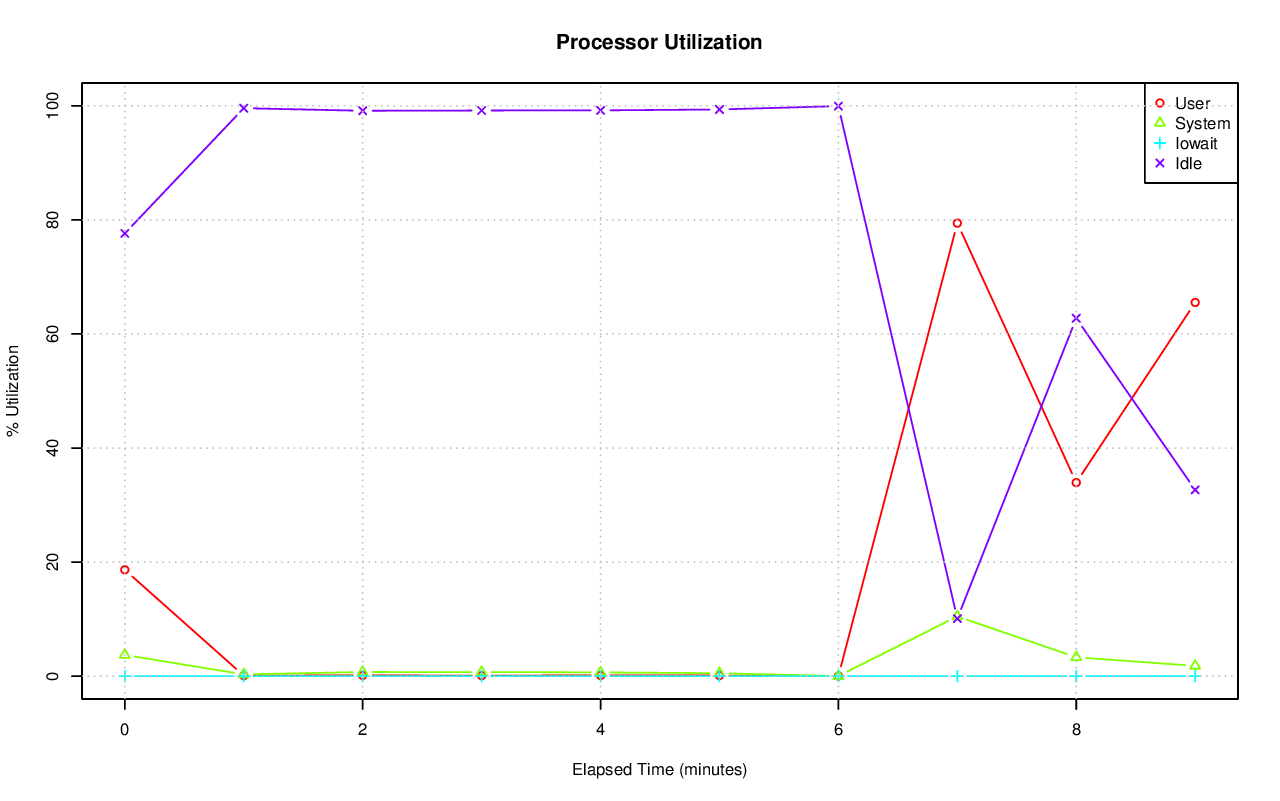 Processor Utilization
100
80
60
40
20
0
% Utilization
User
System
Iowait
Idle
0 2 4 6 8
Elapsed Time (minutes)